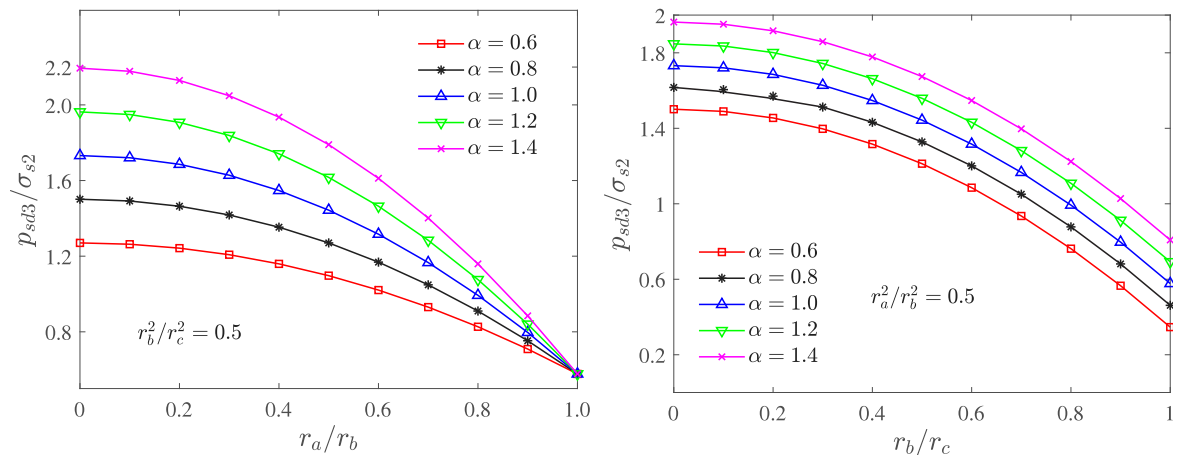 2.2
2.0
1.6
1.2
0.8
p_{sd3}/σ_{s2}
α = 0.6
α = 0.8
α = 1.0
α = 1.2
α = 1.4
r_b^2/r_c^2 = 0.5
0 0.2 0.4 0.6 0.8 1.0
r_a/r_b
2
1.8
1.4
1
0.6
0.2
p_{sd3}/σ_{s2}
α = 0.6
α = 0.8
α = 1.0
α = 1.2
α = 1.4
r_a^2/r_b^2 = 0.5
0 0.2 0.4 0.6 0.8 1
r_b/r_c